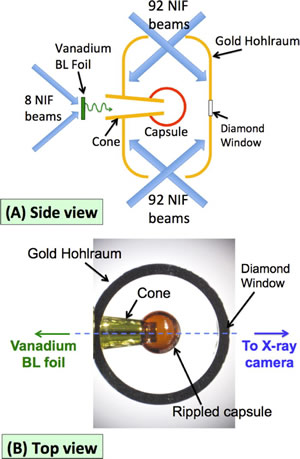 92 NIF
beams
Vanadium
BL Foil
Gold Hohlraum
8 NIF
beams
Cone
Capsule
Diamond
Window
92 NIF
beams
(A) Side view
Gold Hohlraum
Cone
Diamond
Window
Vanadium
BL foil
To X-ray
camera
Rippled capsule
(B) Top view